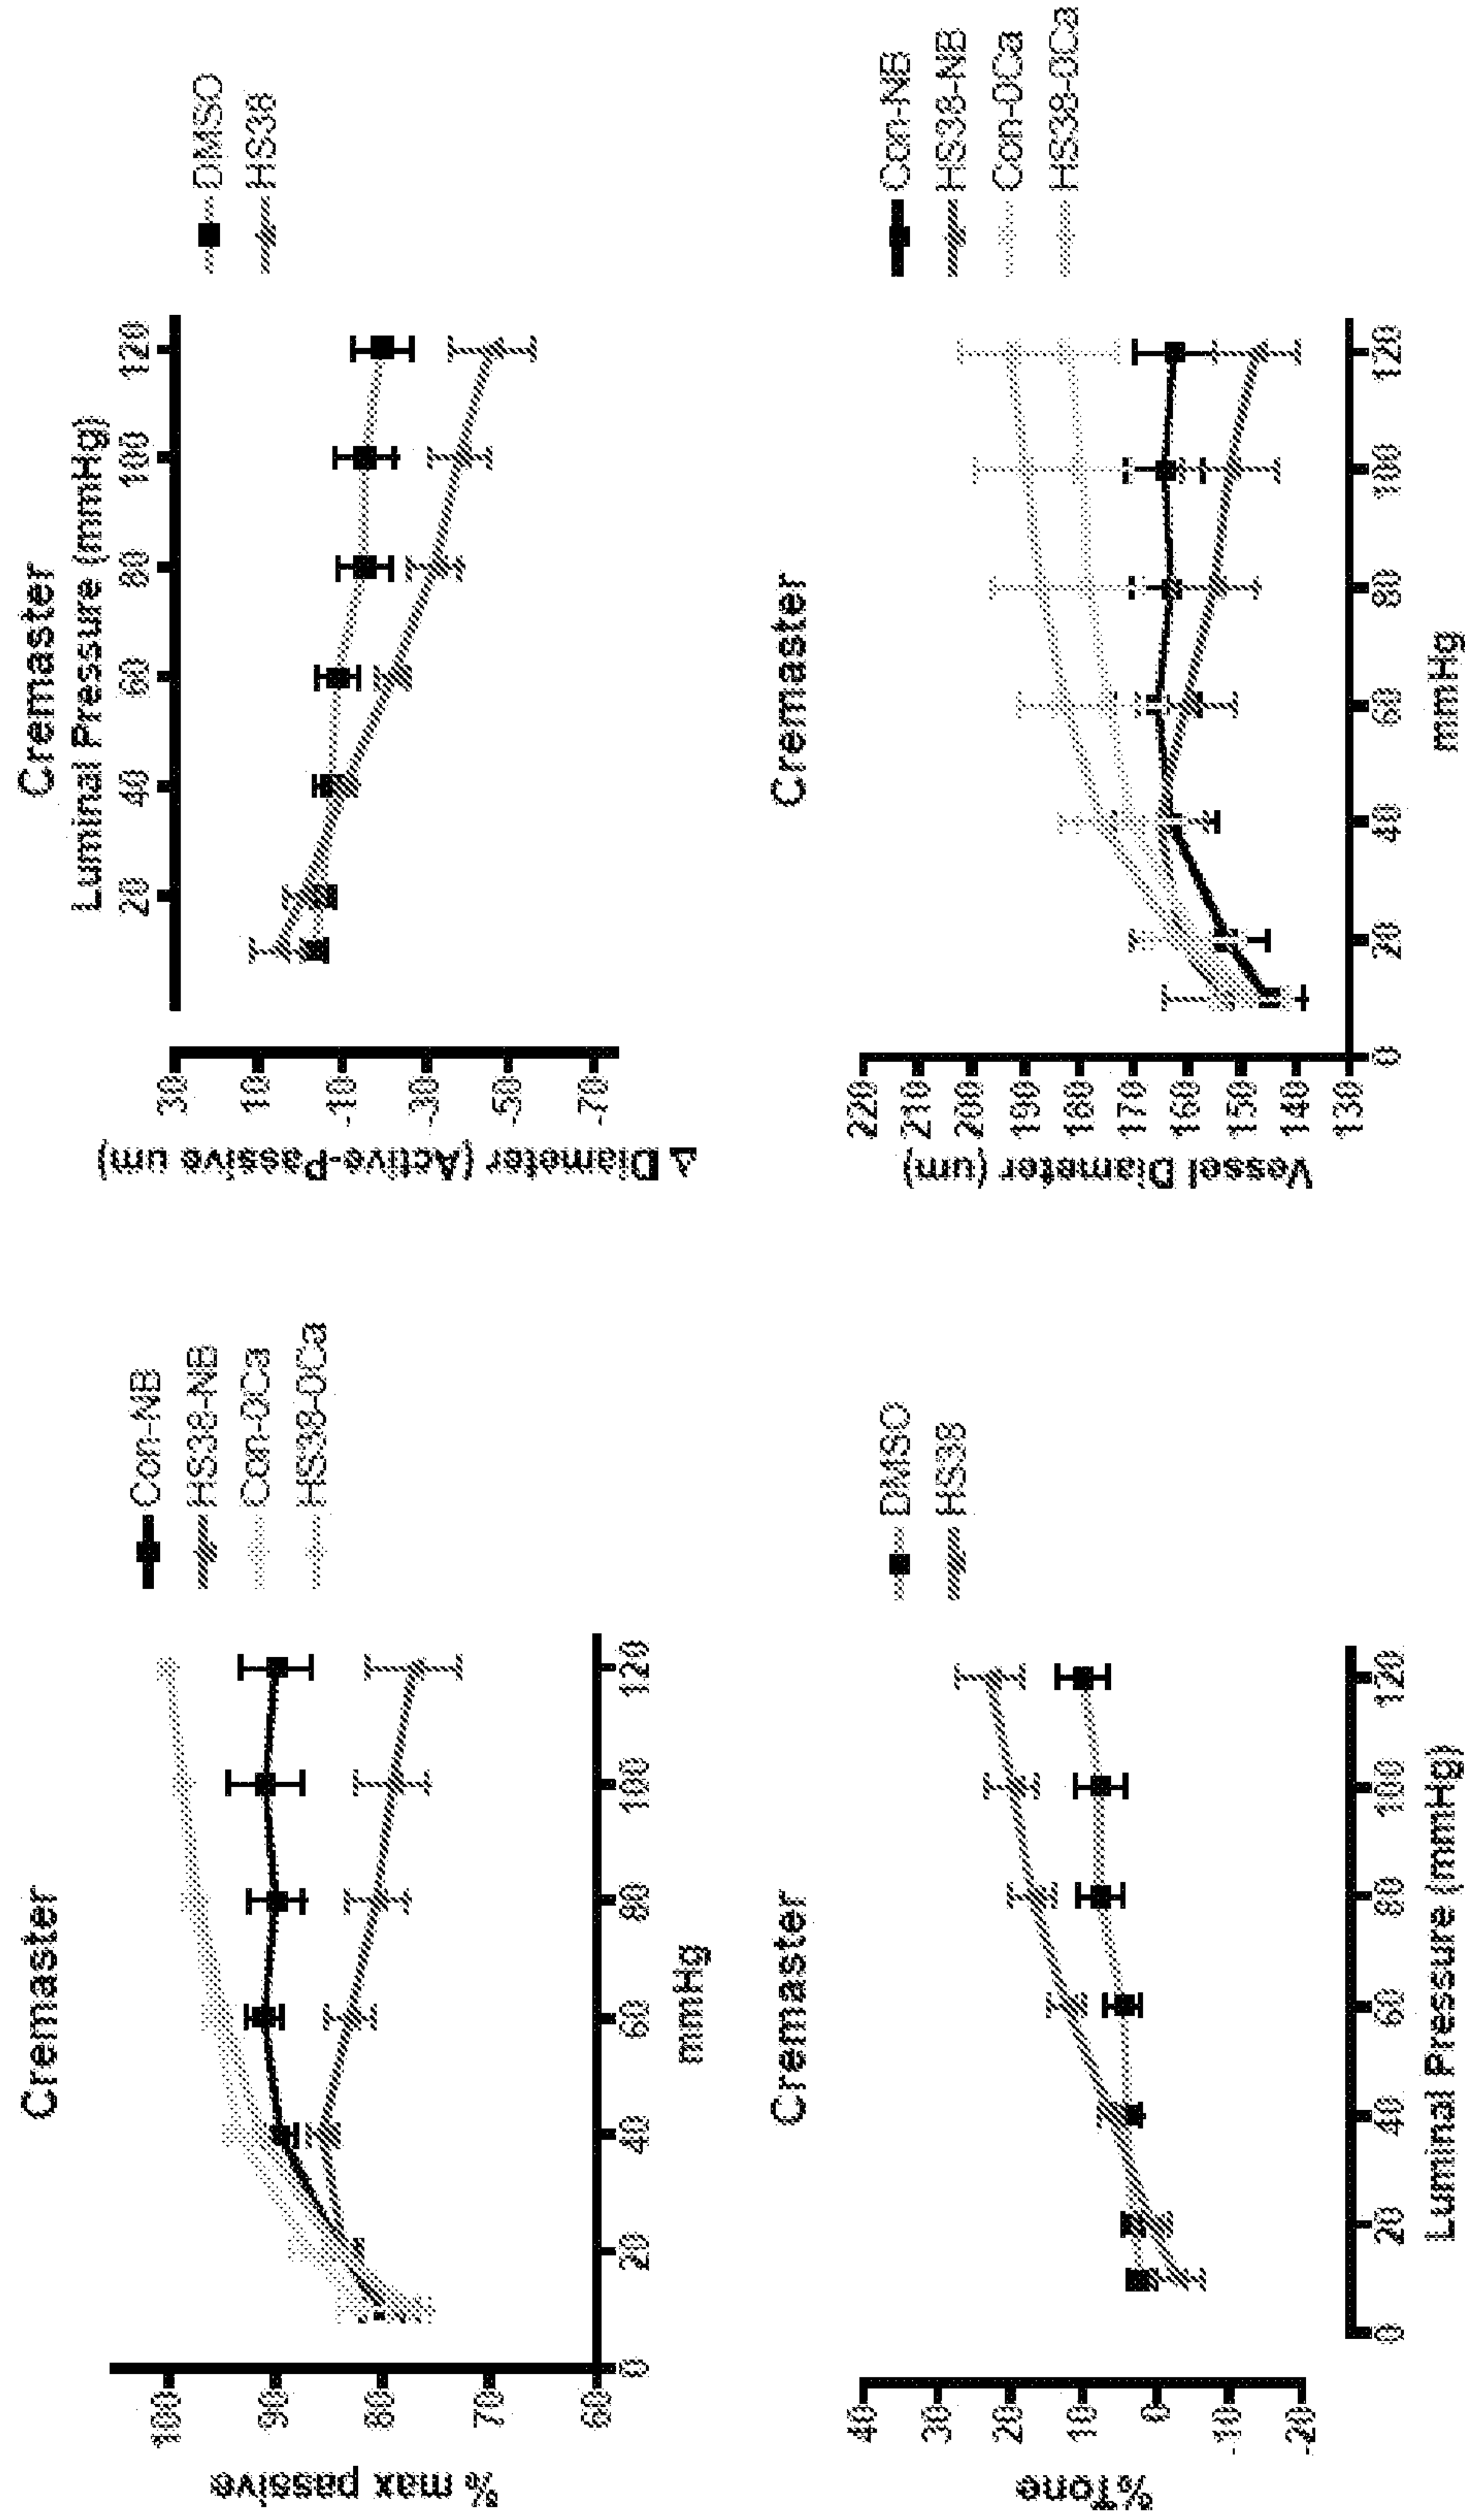 Cremaster
% max passive
100
90
80
70
60
0
20
40
60
80
100
120
mmHg
Con-NB
HS38-NB
Con-0Ca
HS38-0Ca
Cremaster
Luminal Pressure (mmHg)
20
40
60
80
100
120
30
10
-10
-30
-50
-70
Δ Diameter (Active-Passive um)
DMSO
HS38
Cremaster
%Tone
40
30
20
10
0
-10
-20
0
20
40
60
80
100
120
Luminal Pressure (mmHg)
DMSO
HS38
Cremaster
Vessel Diameter (um)
220
210
200
190
180
170
160
150
140
130
0
20
40
60
80
100
120
mmHg
Con-NB
HS38-NB
Con-0Ca
HS38-0Ca